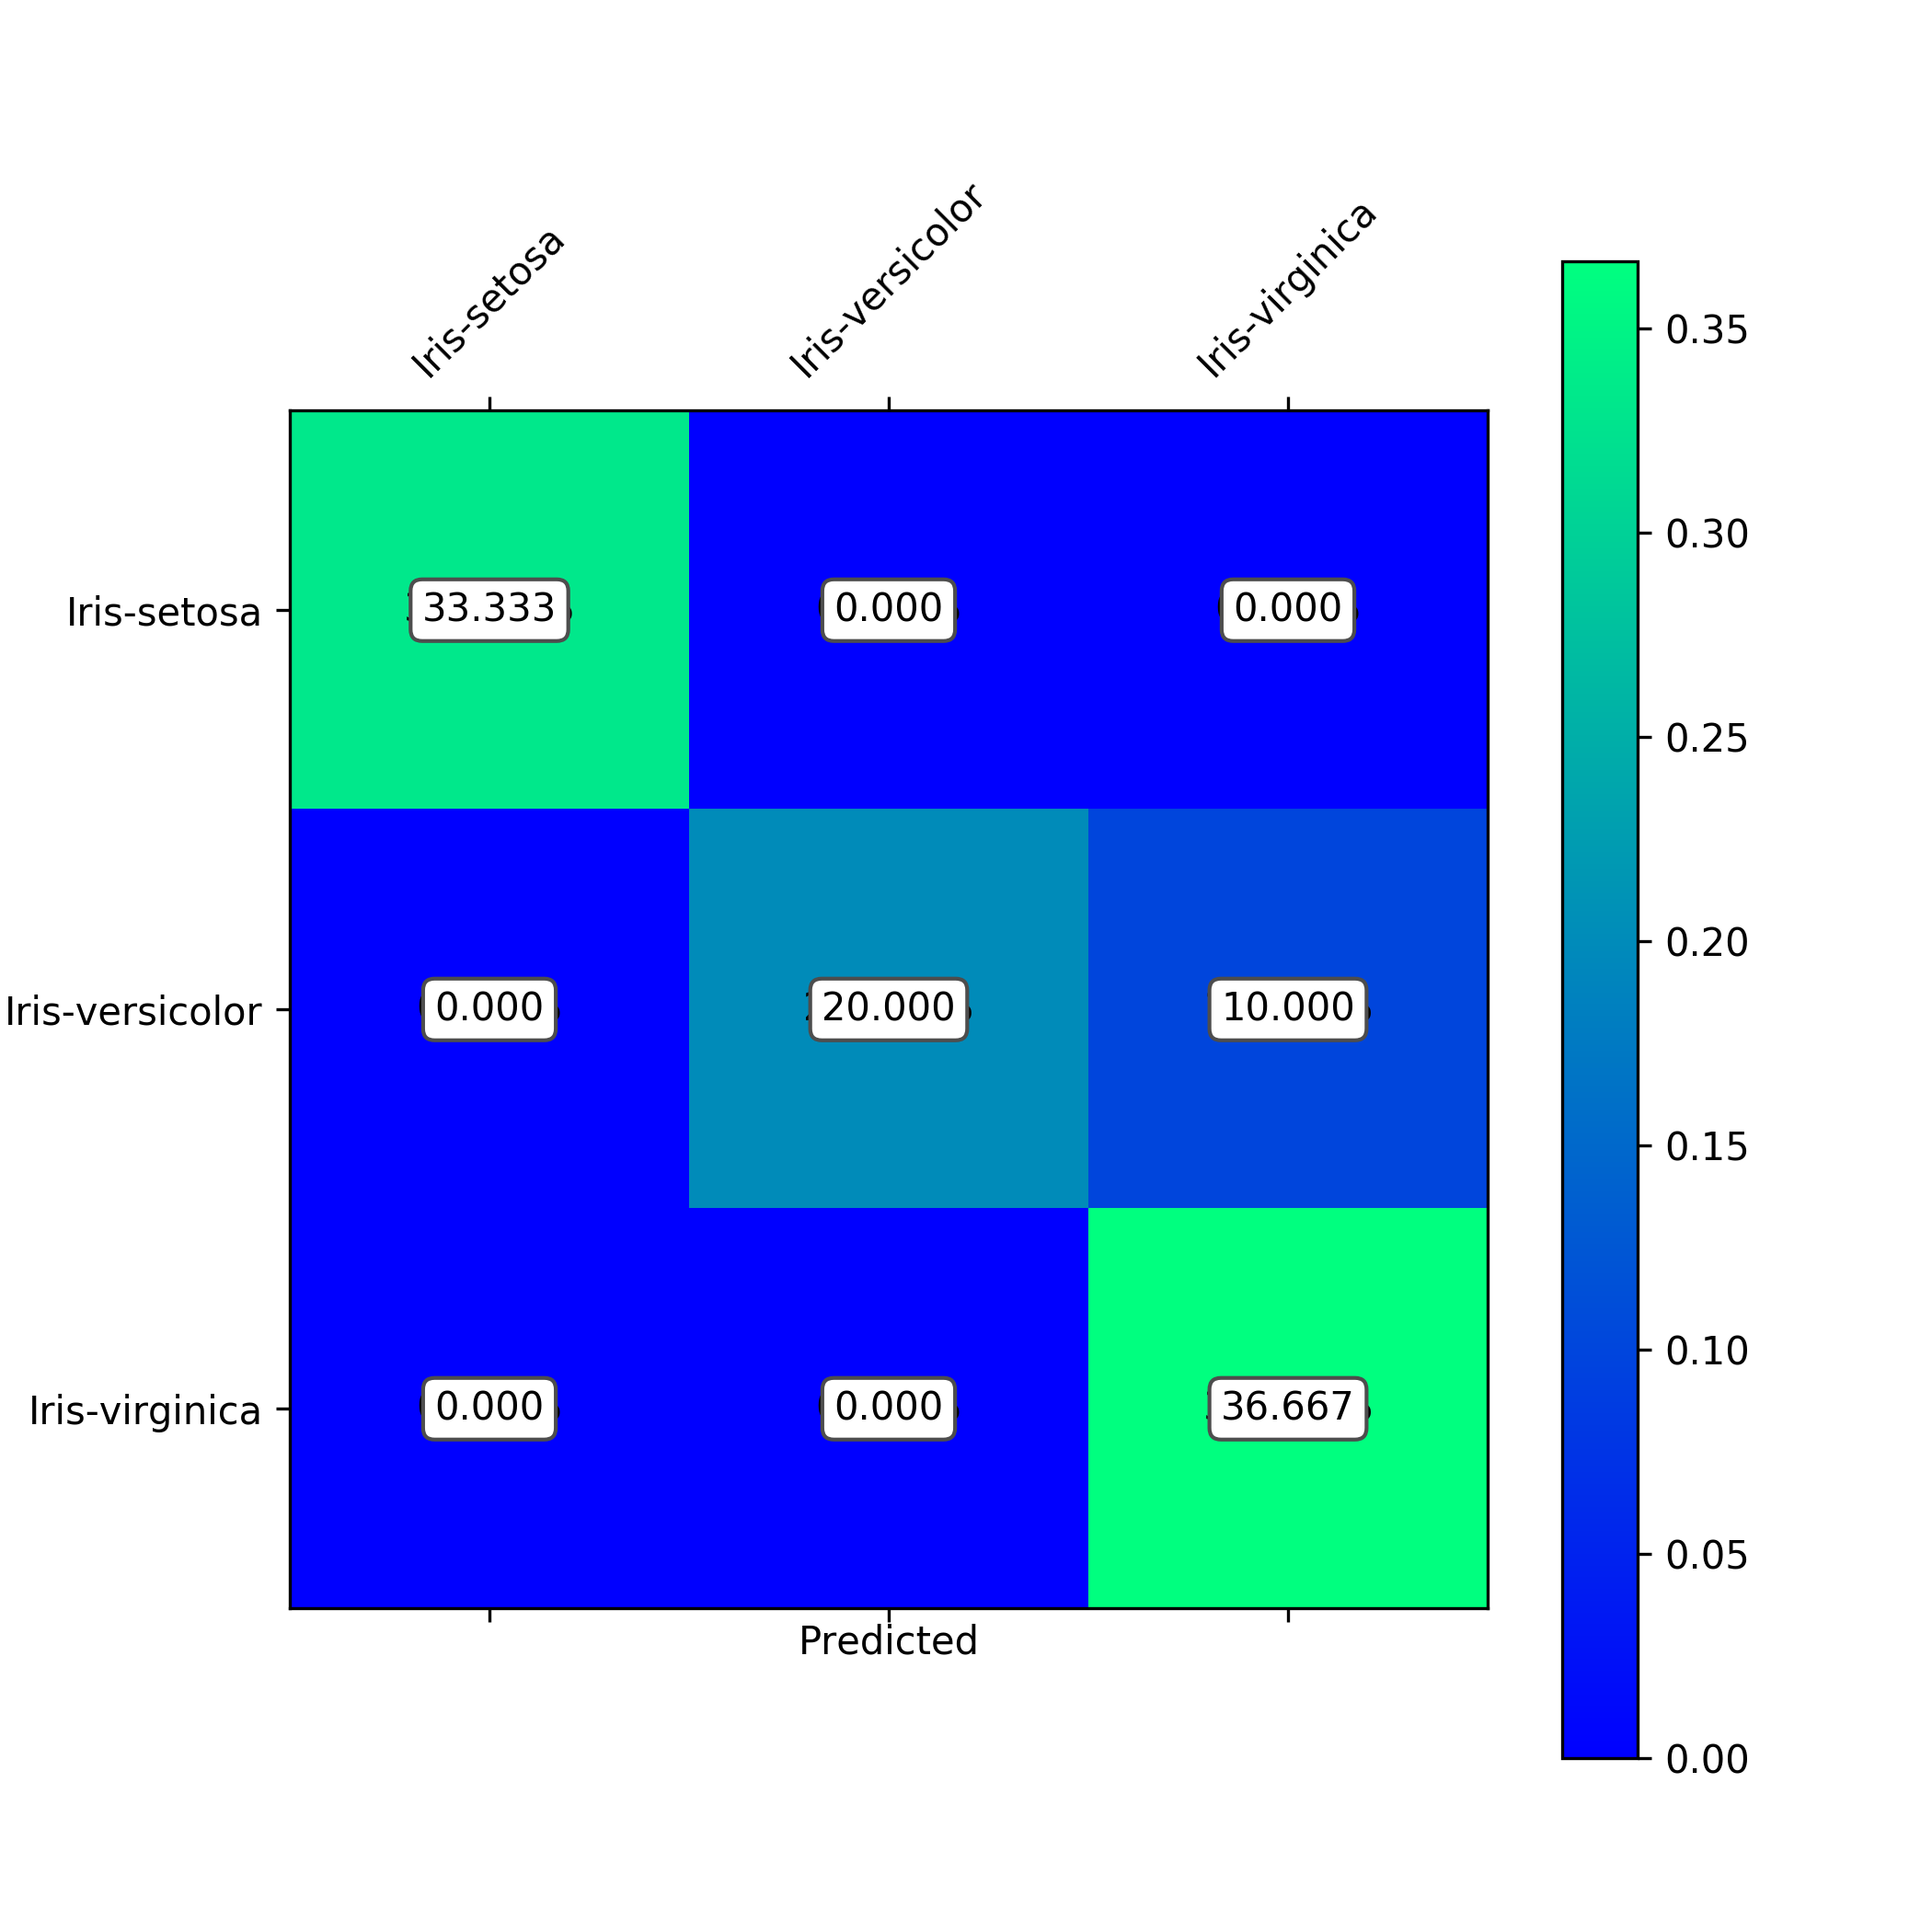 Iris-setosa
Iris-versicolor
Iris-virginica
Iris-setosa 33.333 0.000 0.000
Iris-versicolor 0.000 20.000 10.000
Iris-virginica 0.000 0.000 36.667
Predicted
0.35
0.30
0.25
0.20
0.15
0.10
0.05
0.00